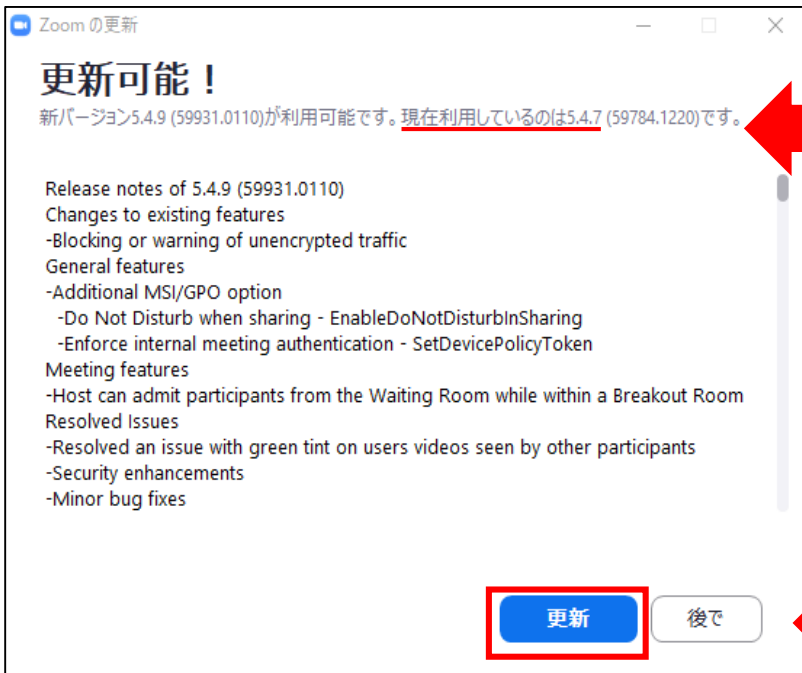 Zoom の更新
更新可能！
新バージョン5.4.9 (59931.0110)が利用可能です。現在利用しているのは5.4.7 (59784.1220)です。
Release notes of 5.4.9 (59931.0110)
Changes to existing features
-Blocking or warning of unencrypted traffic
General features
-Additional MSI/GPO option
-Do Not Disturb when sharing - EnableDoNotDisturbInSharing
-Enforce internal meeting authentication - SetDevicePolicyToken
Meeting features
-Host can admit participants from the Waiting Room while within a Breakout Room
Resolved Issues
-Resolved an issue with green tint on users videos seen by other participants
-Security enhancements
-Minor bug fixes
更新 後で